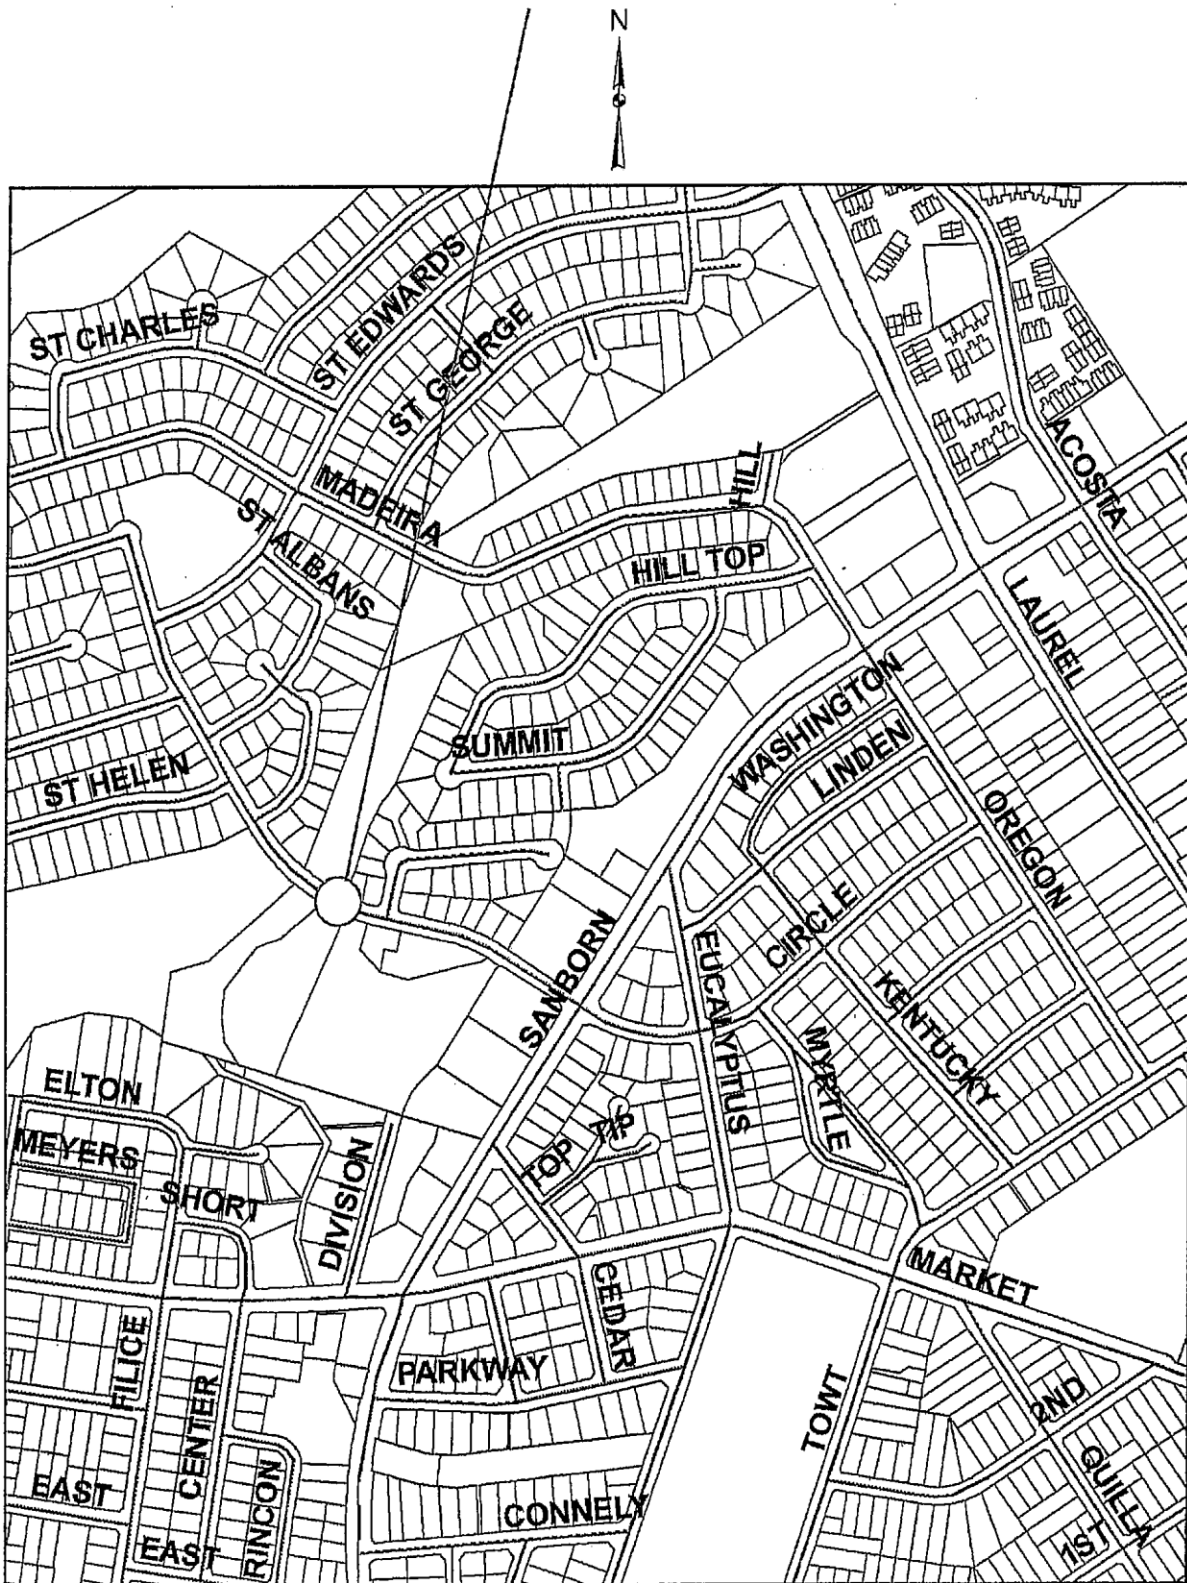 N
ST CHARLES
ST EDWARDS
ST GEORGE
MADEIRA
ST ALBANS
HILL
HILL TOP
ACOSTA
LAUREL
SUMMIT
WASHINGTON
LINDEN
ST HELEN
OREGON
CIRCLE
SANBORN
EUCALYPTUS
KENTUCKY
MYRTLE
ELTON
MEYERS
SHORT
DIVISION
TOP
TIP
CEDAR
MARKET
FILICE
CENTER
PARKWAY
TOWT
2ND
QUILLA
EAST
RINCON
CONNELY
EAST
1ST